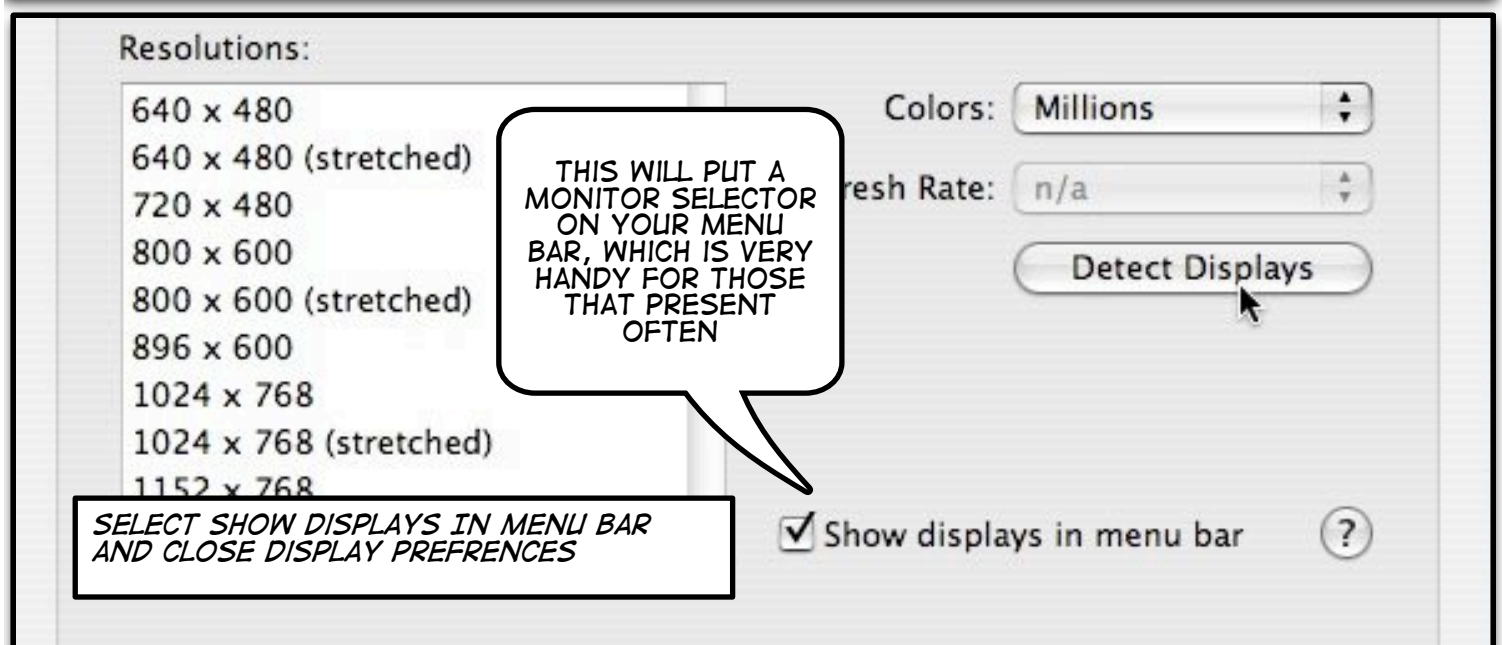 Resolutions:
640 x 480
640 x 480 (stretched)
720 x 480
800 x 600
800 x 600 (stretched)
896 x 600
1024 x 768
1024 x 768 (stretched)
1152 x 768
Colors: Millions
resh Rate: n/a
Detect Displays
THIS WILL PUT A
MONITOR SELECTOR
ON YOUR MENU
BAR, WHICH IS VERY
HANDY FOR THOSE
THAT PRESENT
OFTEN
SELECT SHOW DISPLAYS IN MENU BAR
AND CLOSE DISPLAY PREFRENCES
Show displays in menu bar ?